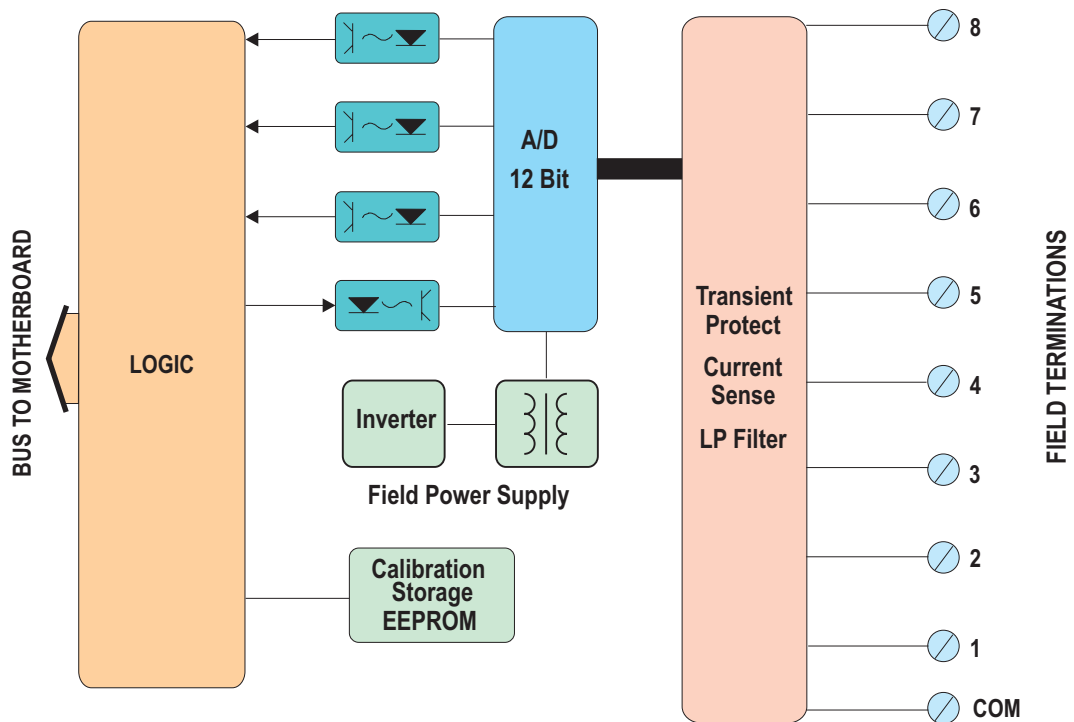 BUS TO MOTHERBOARD
LOGIC
A/D
12 Bit
Inverter
Field Power Supply
Calibration
Storage
EEPROM
Transient
Protect
Current
Sense
LP Filter
8
7
6
5
4
3
2
1
COM
FIELD TERMINATIONS